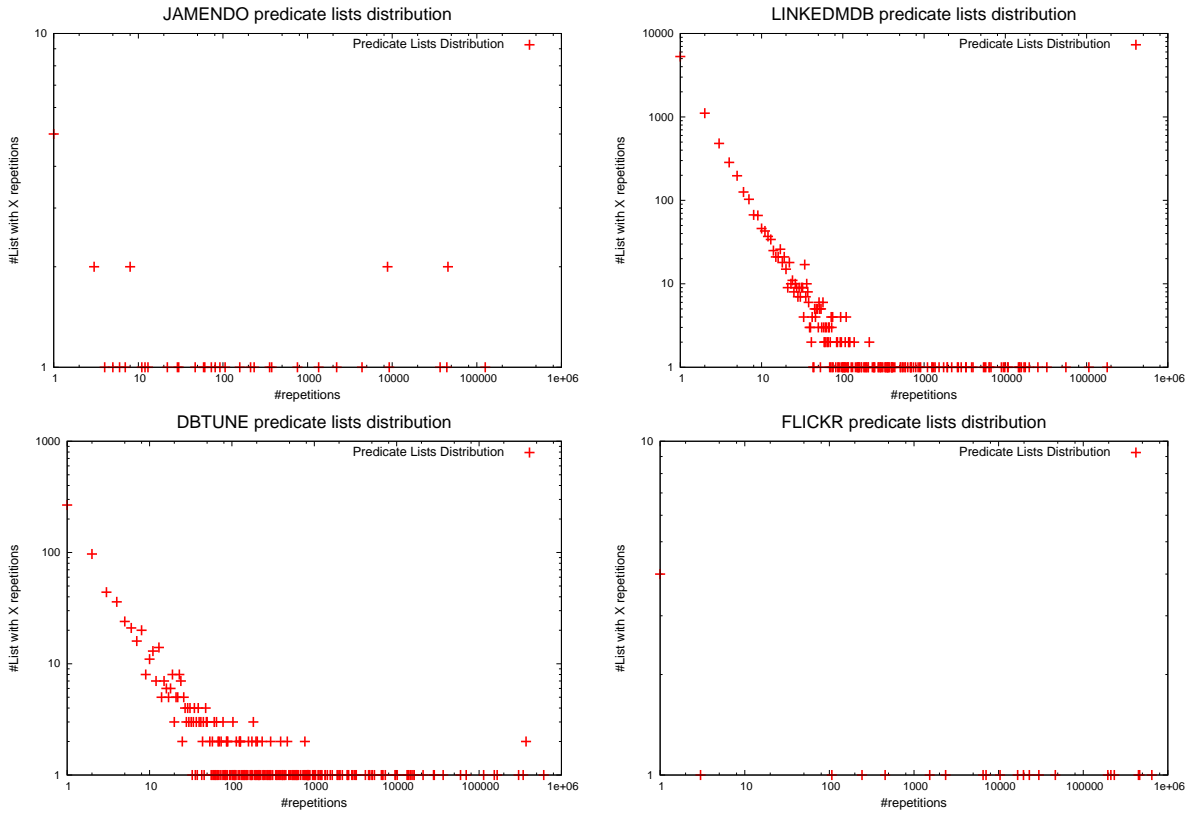 JAMENDO predicate lists distribution
10
Predicate Lists Distribution
#List with X repetitions
1
1
10
100
1000
10000
100000
1e+06
#repetitions
LINKEDMDB predicate lists distribution
10000
Predicate Lists Distribution
1000
#List with X repetitions
100
10
1
1
10
100
1000
10000
100000
1e+06
#repetitions
DBTUNE predicate lists distribution
1000
Predicate Lists Distribution
100
#List with X repetitions
10
1
1
10
100
1000
10000
100000
1e+06
#repetitions
FLICKR predicate lists distribution
10
Predicate Lists Distribution
#List with X repetitions
1
1
10
100
1000
10000
100000
1e+06
#repetitions